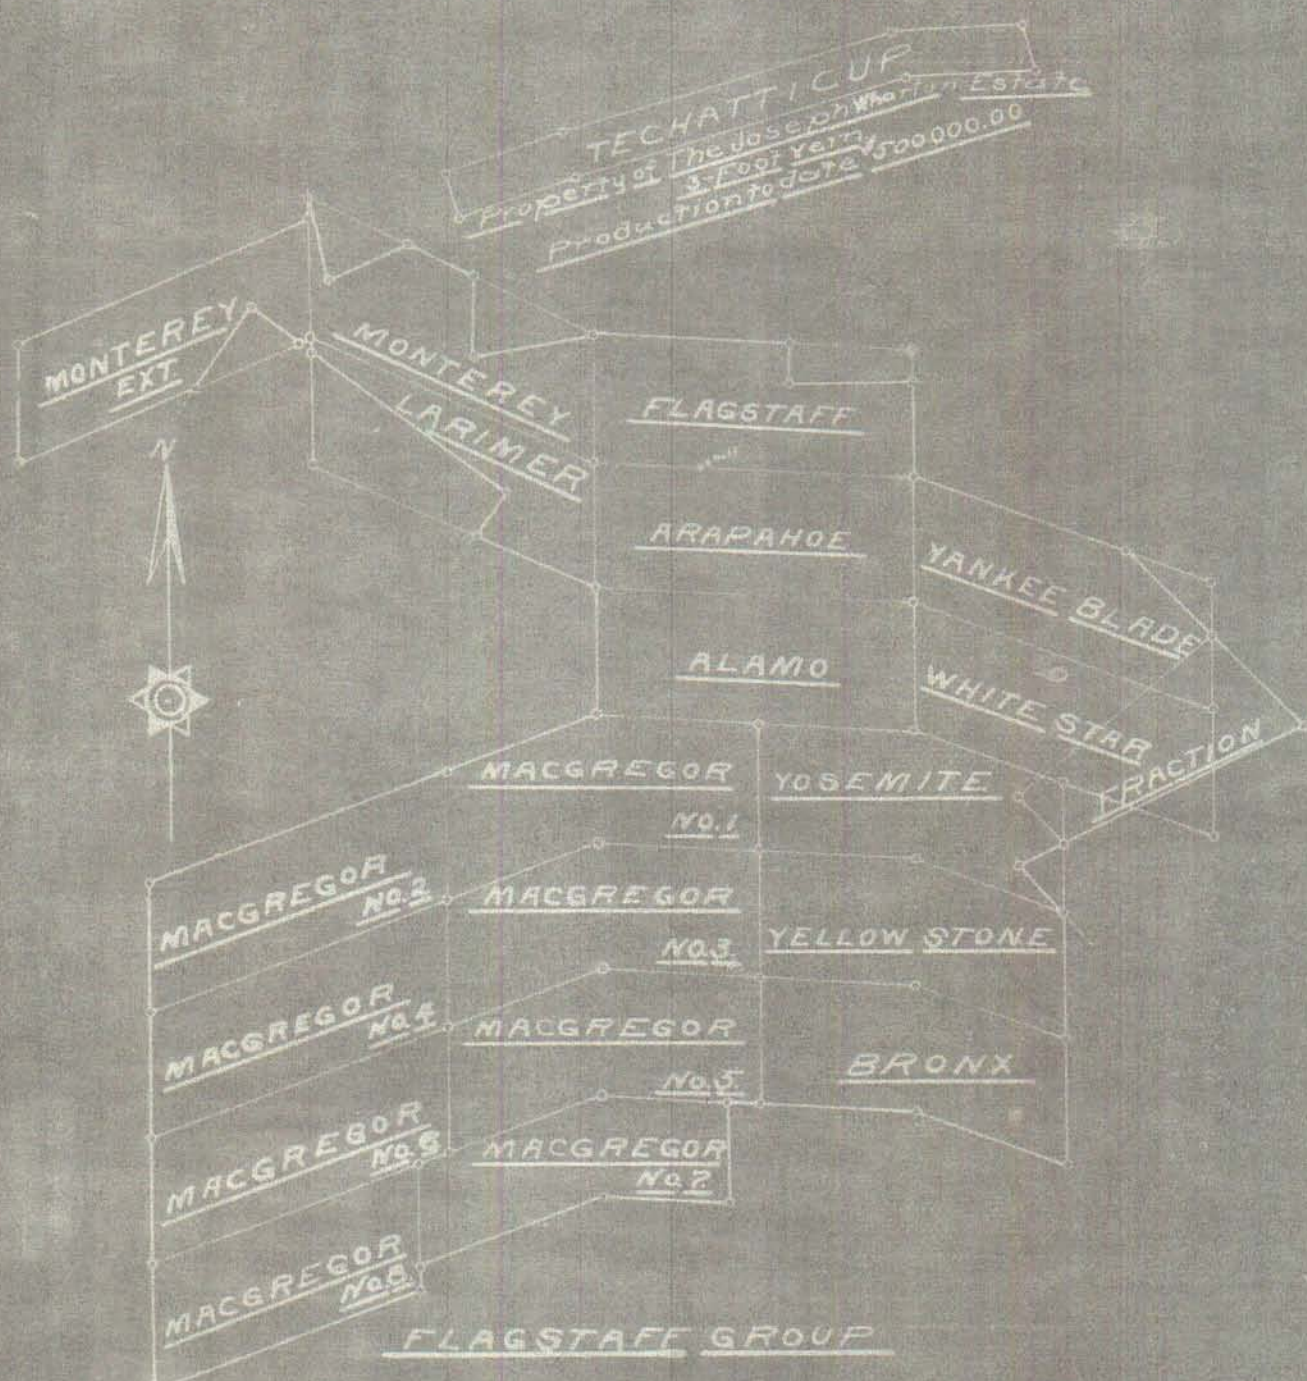 TECHATTICUP
Property of The Joseph Wharton Estate
3-Foot Vein
Production to date $500000.00
MONTEREY
EXT.
MONTEREY
LARIMER
FLAGSTAFF
N
ARAPAHOE
YANKEE BLADE
ALAMO
WHITE STAR
FRACTION
MACGREGOR
NO.1
YOSEMITE
MACGREGOR
NO.2
MACGREGOR
NO.3
YELLOW STONE
MACGREGOR
NO.4
MACGREGOR
NO.5
BRONX
MACGREGOR
NO.6
MACGREGOR
NO.7
MACGREGOR
NO.8
FLAGSTAFF GROUP